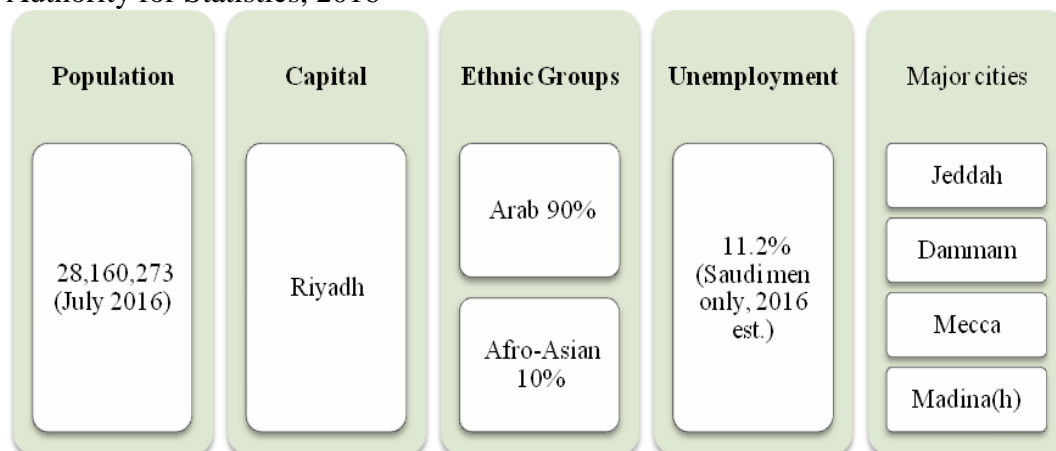 Authority for Statistics, 2016
Population
28,160,273
(July 2016)
Capital
Riyadh
Ethnic Groups
Arab 90%
Afro-Asian
10%
Unemployment
11.2%
(Saudi men
only, 2016
est.)
Major cities
Jeddah
Dammam
Mecca
Madina(h)